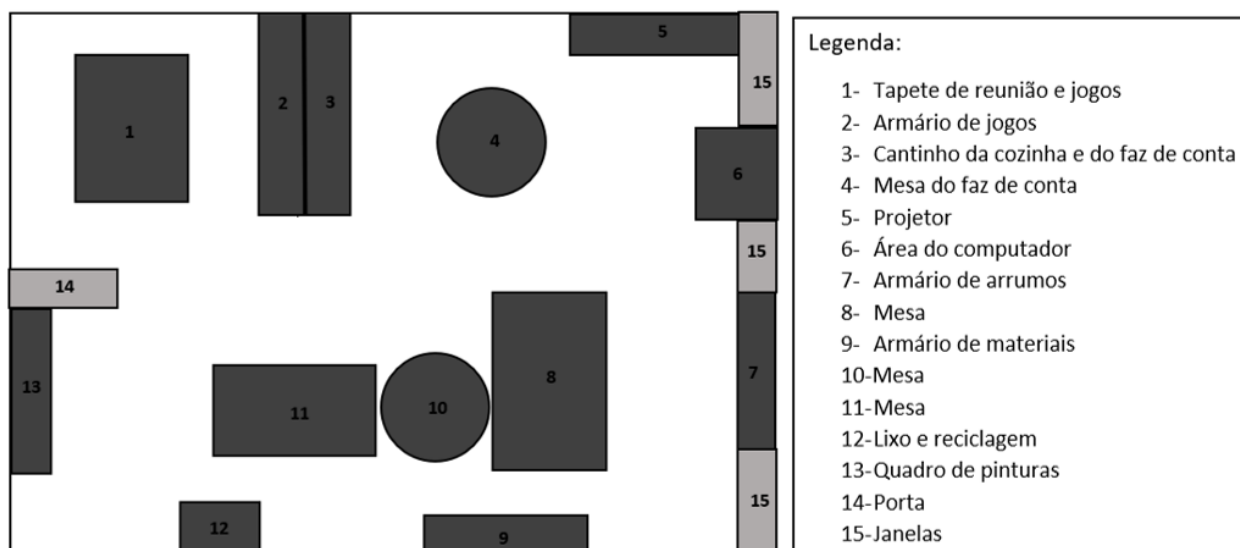 1
2
3
4
5
15
6
15
14
13
11
10
8
7
12
9
15
Legenda:
1- Tapete de reunião e jogos
2- Armário de jogos
3- Cantinho da cozinha e do faz de conta
4- Mesa do faz de conta
5- Projetor
6- Área do computador
7- Armário de arrumos
8- Mesa
9- Armário de materiais
10-Mesa
11-Mesa
12-Lixo e reciclagem
13-Quadro de pinturas
14-Porta
15-Janelas